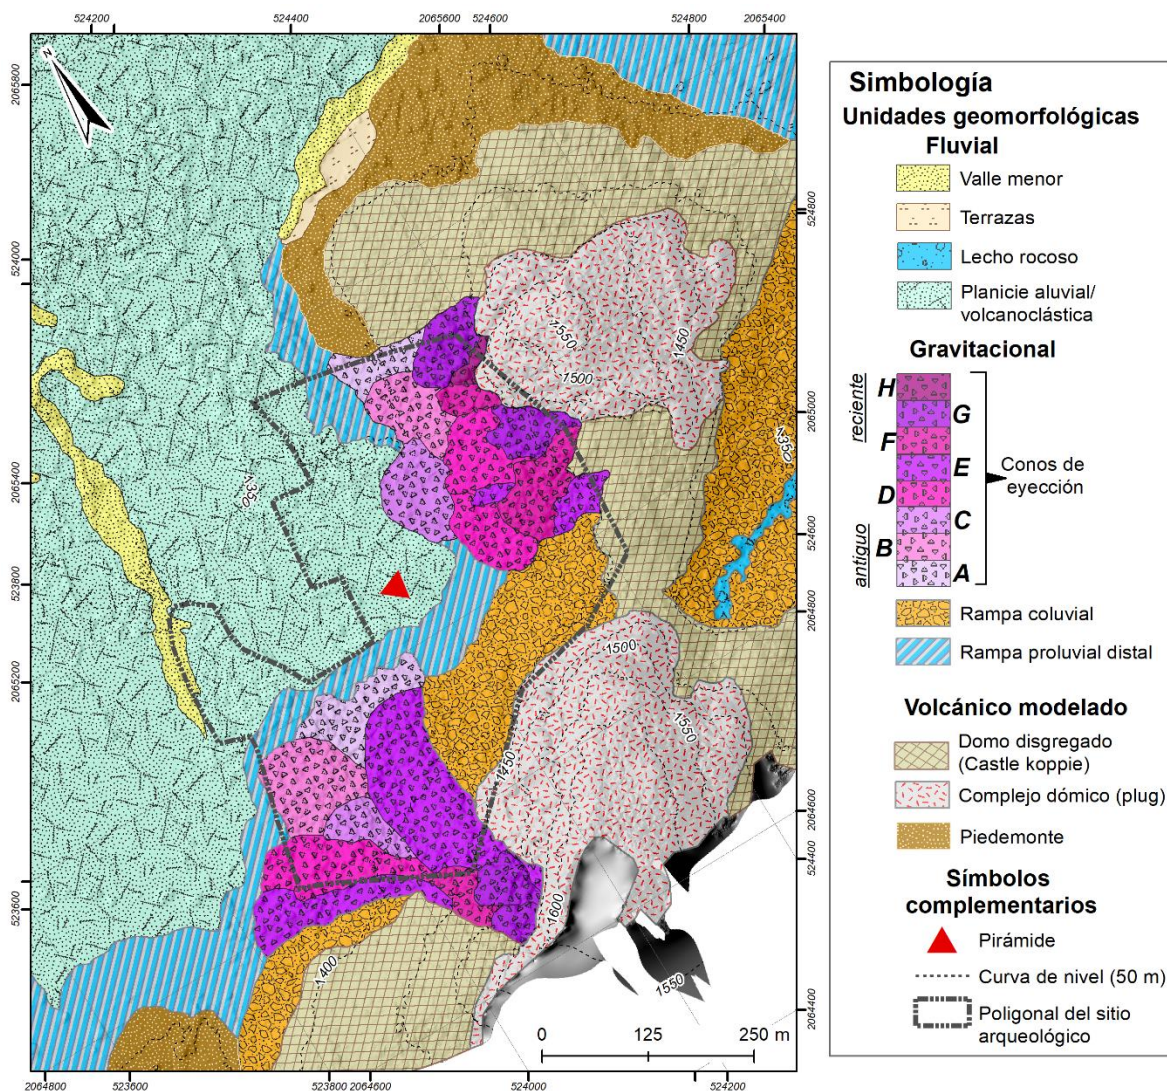 524200
524400
2065600
524600
524800
2065400
N
2065800
524000
2065400
523800
2065200
523600
524800
2065000
524600
2064800
524600
524400
2064400
1550
1500
1450
1350
1350
1500
1550
1450
1600
1550
1400
0 125 250 m
2064800
523600
523800
2064600
524000
524200
Simbología
Unidades geomorfológicas
Fluvial
Valle menor
Terrazas
Lecho rocoso
Planicie aluvial/
volcanoclástica
Gravitacional
reciente
antiguo
H
G
F
E
D
C
B
A
Conos de
eyección
Rampa coluvial
Rampa proluvial distal
Volcánico modelado
Domo disgregado
(Castle koppie)
Complejo dómico (plug)
Piedemonte
Símbolos
complementarios
Pirámide
Curva de nivel (50 m)
Poligonal del sitio
arqueológico